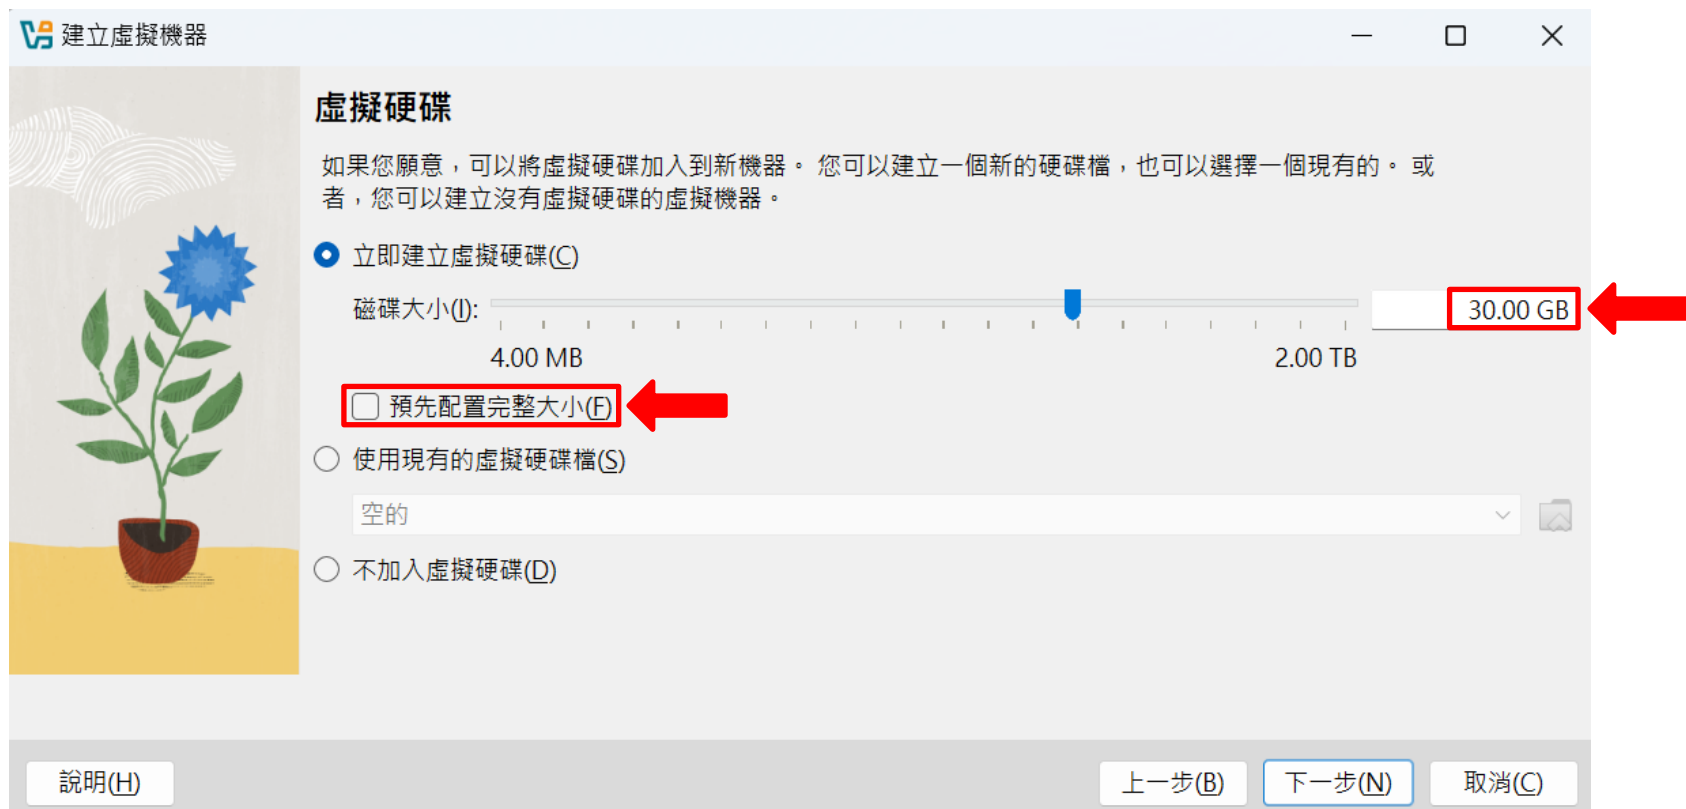 建立虛擬機器
虛擬硬碟
如果您願意，可以將虛擬硬碟加入到新機器。 您可以建立一個新的硬碟檔，也可以選擇一個現有的。 或
者，您可以建立沒有虛擬硬碟的虛擬機器。
立即建立虛擬硬碟(C)
磁碟大小(I):
30.00 GB
4.00 MB
2.00 TB
預先配置完整大小(F)
使用現有的虛擬硬碟檔(S)
空的
不加入虛擬硬碟(D)
說明(H)
上一步(B)
下一步(N)
取消(C)